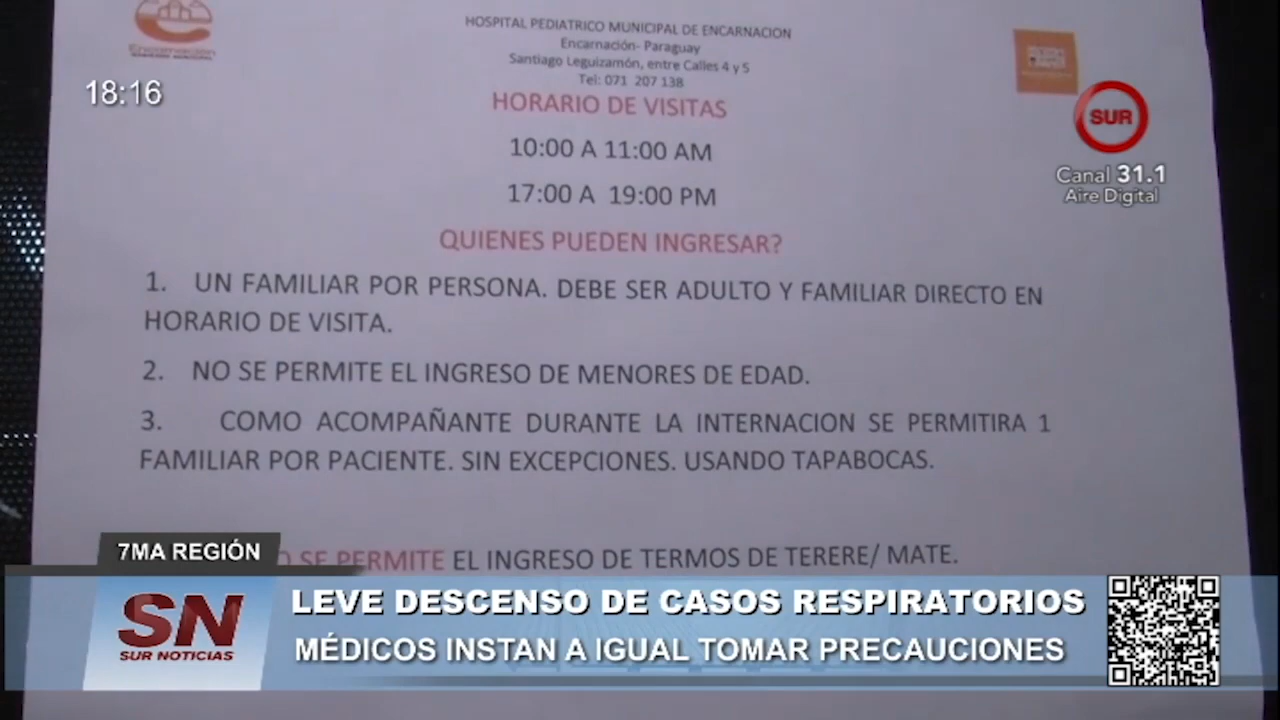 Encarnación
HOSPITAL PEDIATRICO MUNICIPAL DE ENCARNACION
Encarnación- Paraguay
Santiago Leguizamón, entre Calles 4 y 5
Tel: 071 207 138
18:16
HORARIO DE VISITAS
SUR
10:00 A 11:00 AM
Canal 31.1
Aire Digital
17:00 A 19:00 PM
QUIENES PUEDEN INGRESAR?
1. UN FAMILIAR POR PERSONA. DEBE SER ADULTO Y FAMILIAR DIRECTO EN
HORARIO DE VISITA.
2. NO SE PERMITE EL INGRESO DE MENORES DE EDAD.
3. COMO ACOMPAÑANTE DURANTE LA INTERNACION SE PERMITIRA 1
FAMILIAR POR PACIENTE. SIN EXCEPCIONES. USANDO TAPABOCAS.
7MA REGIÓN
O SE PERMITE EL INGRESO DE TERMOS DE TERERE/ MATE.
SN
SUR NOTICIAS
LEVE DESCENSO DE CASOS RESPIRATORIOS
MÉDICOS INSTAN A IGUAL TOMAR PRECAUCIONES